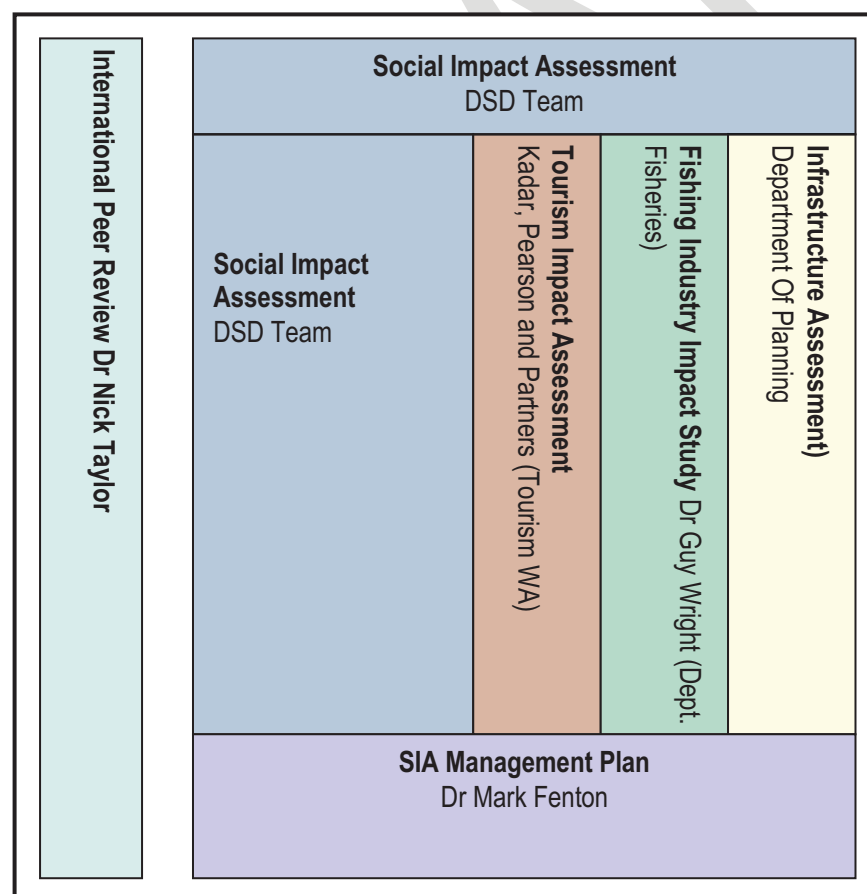 International Peer Review Dr Nick Taylor
Social Impact Assessment
DSD Team
Social Impact
Assessment
DSD Team
Tourism Impact Assessment
Kadar, Pearson and Partners (Tourism WA)
Fishing Industry Impact Study Dr Guy Wright (Dept.
Fisheries)
Infrastructure Assessment)
Department Of Planning
SIA Management Plan
Dr Mark Fenton